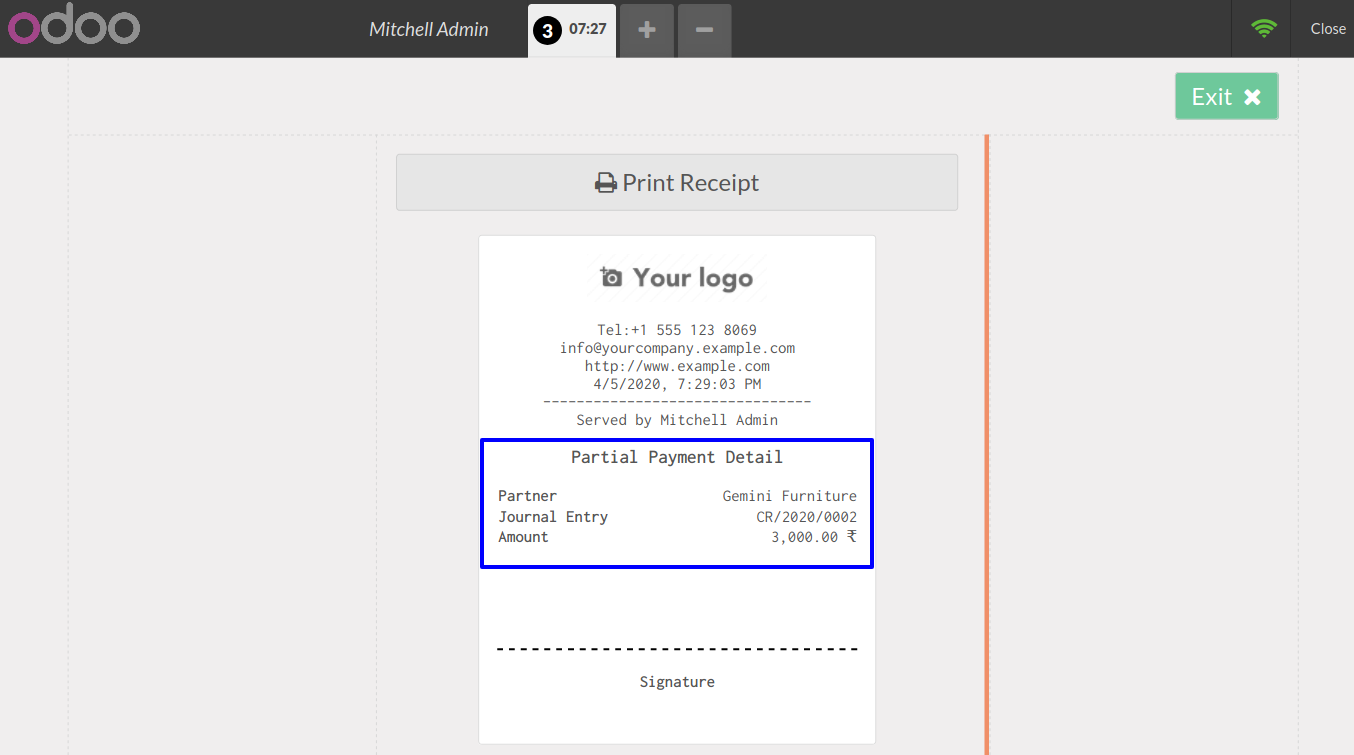 odoo
Mitchell Admin
3 07:27
Close
Exit
Print Receipt
Your logo
Tel:+1 555 123 8069
info@yourcompany.example.com
http://www.example.com
4/5/2020, 7:29:03 PM
--------------------------------
Served by Mitchell Admin
Partial Payment Detail
Partner Gemini Furniture
Journal Entry CR/2020/0002
Amount 3,000.00 ₹
Signature